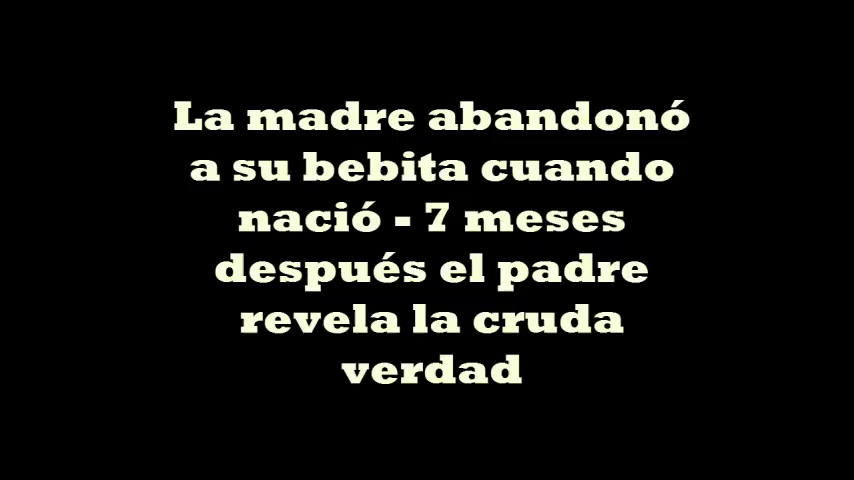 La madre abandonó
a su bebita cuando
nació - 7 meses
después el padre
revela la cruda
verdad